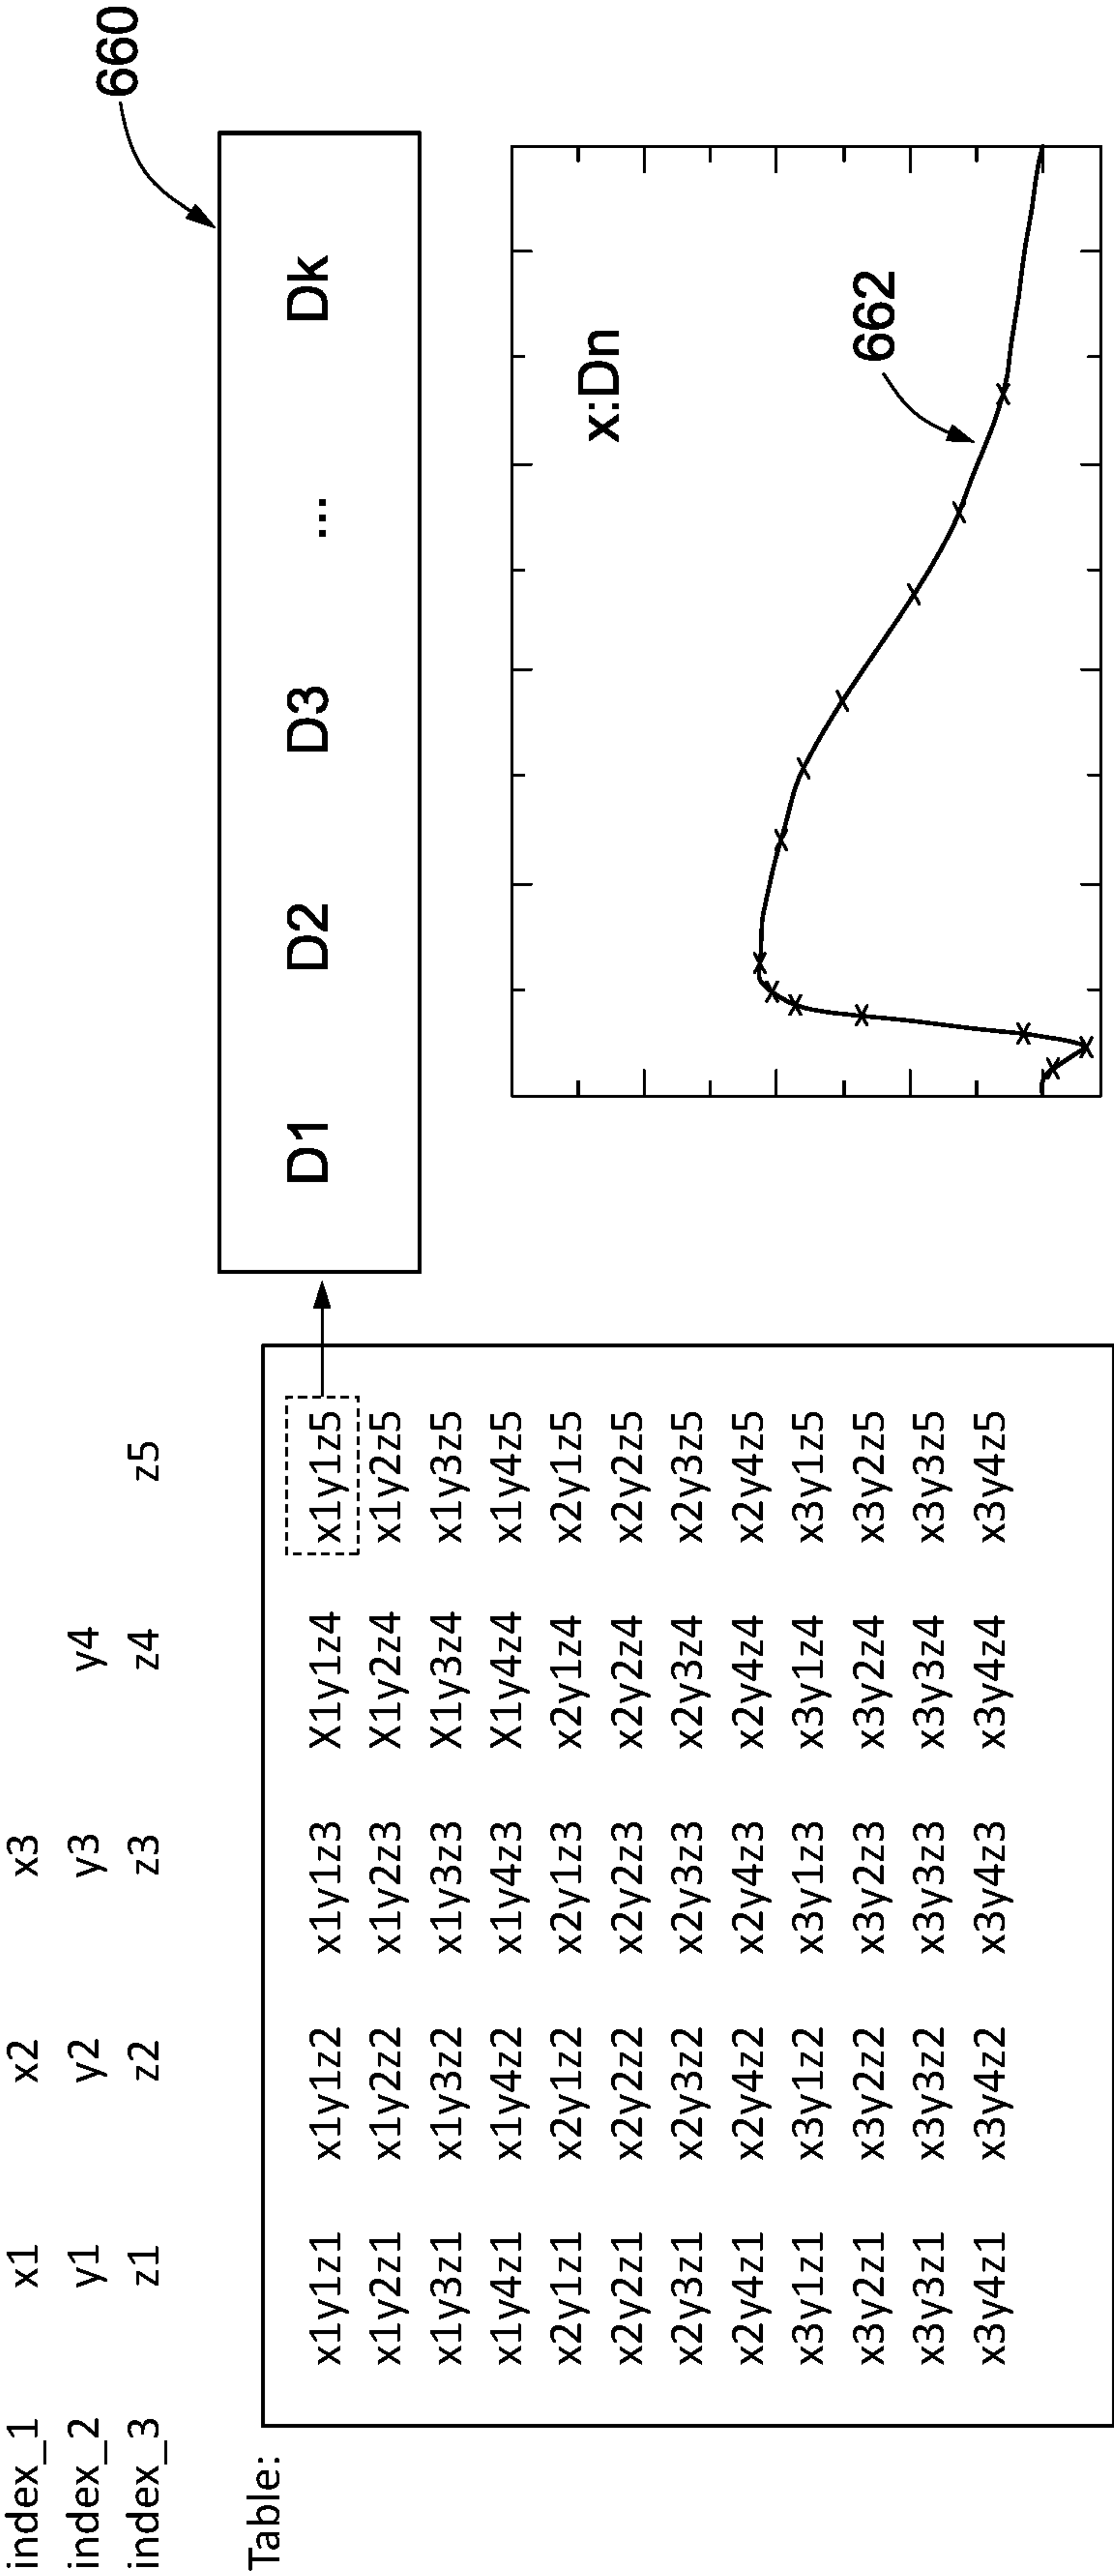 index_1 x1 x2 x3
index_2 y1 y2 y3 y4
index_3 z1 z2 z3 z4 z5
Table:
x1y1z1 x1y1z2 x1y1z3 X1y1z4 x1y1z5
x1y2z1 x1y2z2 x1y2z3 X1y2z4 x1y2z5
x1y3z1 x1y3z2 x1y3z3 X1y3z4 x1y3z5
x1y4z1 x1y4z2 x1y4z3 X1y4z4 x1y4z5
x2y1z1 x2y1z2 x2y1z3 x2y1z4 x2y1z5
x2y2z1 x2y2z2 x2y2z3 x2y2z4 x2y2z5
x2y3z1 x2y3z2 x2y3z3 x2y3z4 x2y3z5
x2y4z1 x2y4z2 x2y4z3 x2y4z4 x2y4z5
x3y1z1 x3y1z2 x3y1z3 x3y1z4 x3y1z5
x3y2z1 x3y2z2 x3y2z3 x3y2z4 x3y2z5
x3y3z1 x3y3z2 x3y3z3 x3y3z4 x3y3z5
x3y4z1 x3y4z2 x3y4z3 x3y4z4 x3y4z5
660
D1 D2 D3 ... Dk
x:Dn
662